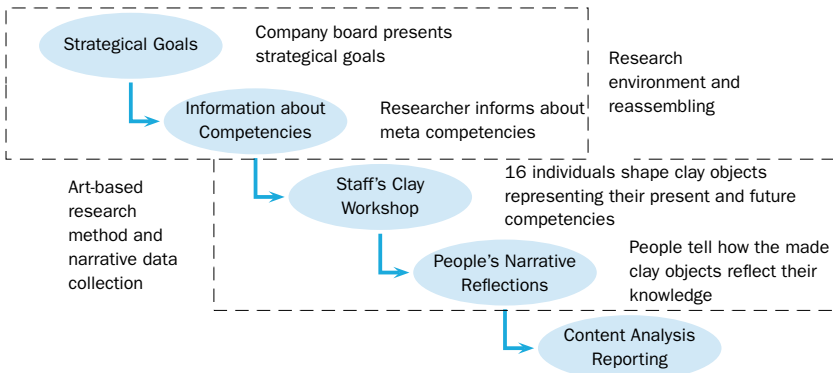 Strategical Goals
Company board presents
strategical goals
Research
environment and
reassembling
Information about
Competencies
Researcher informs about
meta competencies
Art-based
research
method and
narrative data
collection
Staff's Clay
Workshop
16 individuals shape clay objects
representing their present and future
competencies
People's Narrative
Reflections
People tell how the made
clay objects reflect their
knowledge
Content Analysis
Reporting